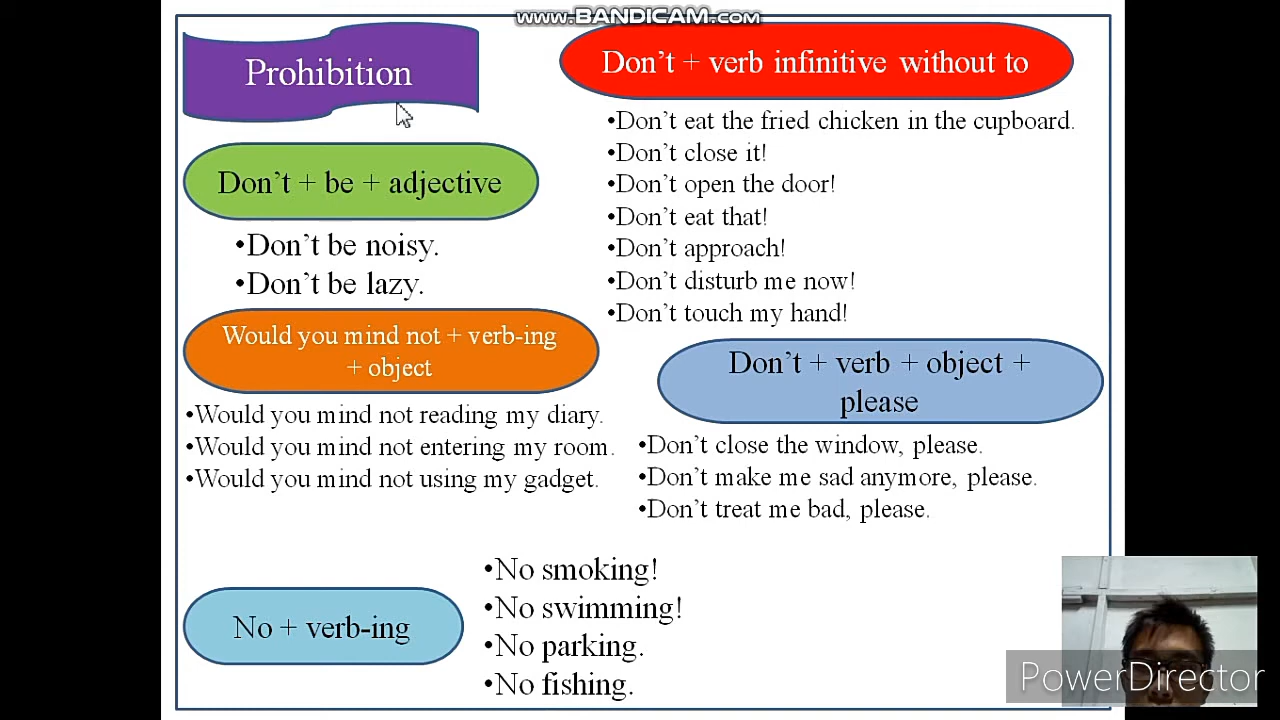 www.BANDICAM.com
Prohibition
Don’t + be + adjective
•Don’t be noisy.
•Don’t be lazy.
Would you mind not + verb-ing
+ object
•Would you mind not reading my diary.
•Would you mind not entering my room.
•Would you mind not using my gadget.
Don’t + verb infinitive without to
•Don’t eat the fried chicken in the cupboard.
•Don’t close it!
•Don’t open the door!
•Don’t eat that!
•Don’t approach!
•Don’t disturb me now!
•Don’t touch my hand!
Don’t + verb + object +
please
•Don’t close the window, please.
•Don’t make me sad anymore, please.
•Don’t treat me bad, please.
No + verb-ing
•No smoking!
•No swimming!
•No parking.
•No fishing.
PowerDirector